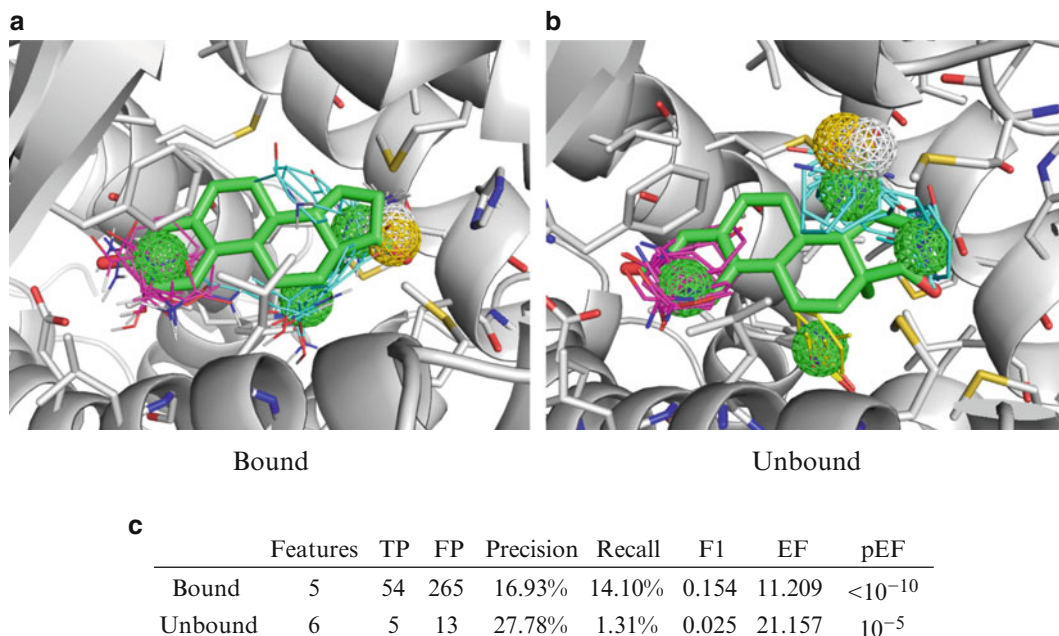 a
b
Bound
Unbound
c
Features TP FP Precision Recall F1 EF pEF
Bound 5 54 265 16.93% 14.10% 0.154 11.209 <10⁻¹⁰
Unbound 6 5 13 27.78% 1.31% 0.025 21.157 10⁻⁵